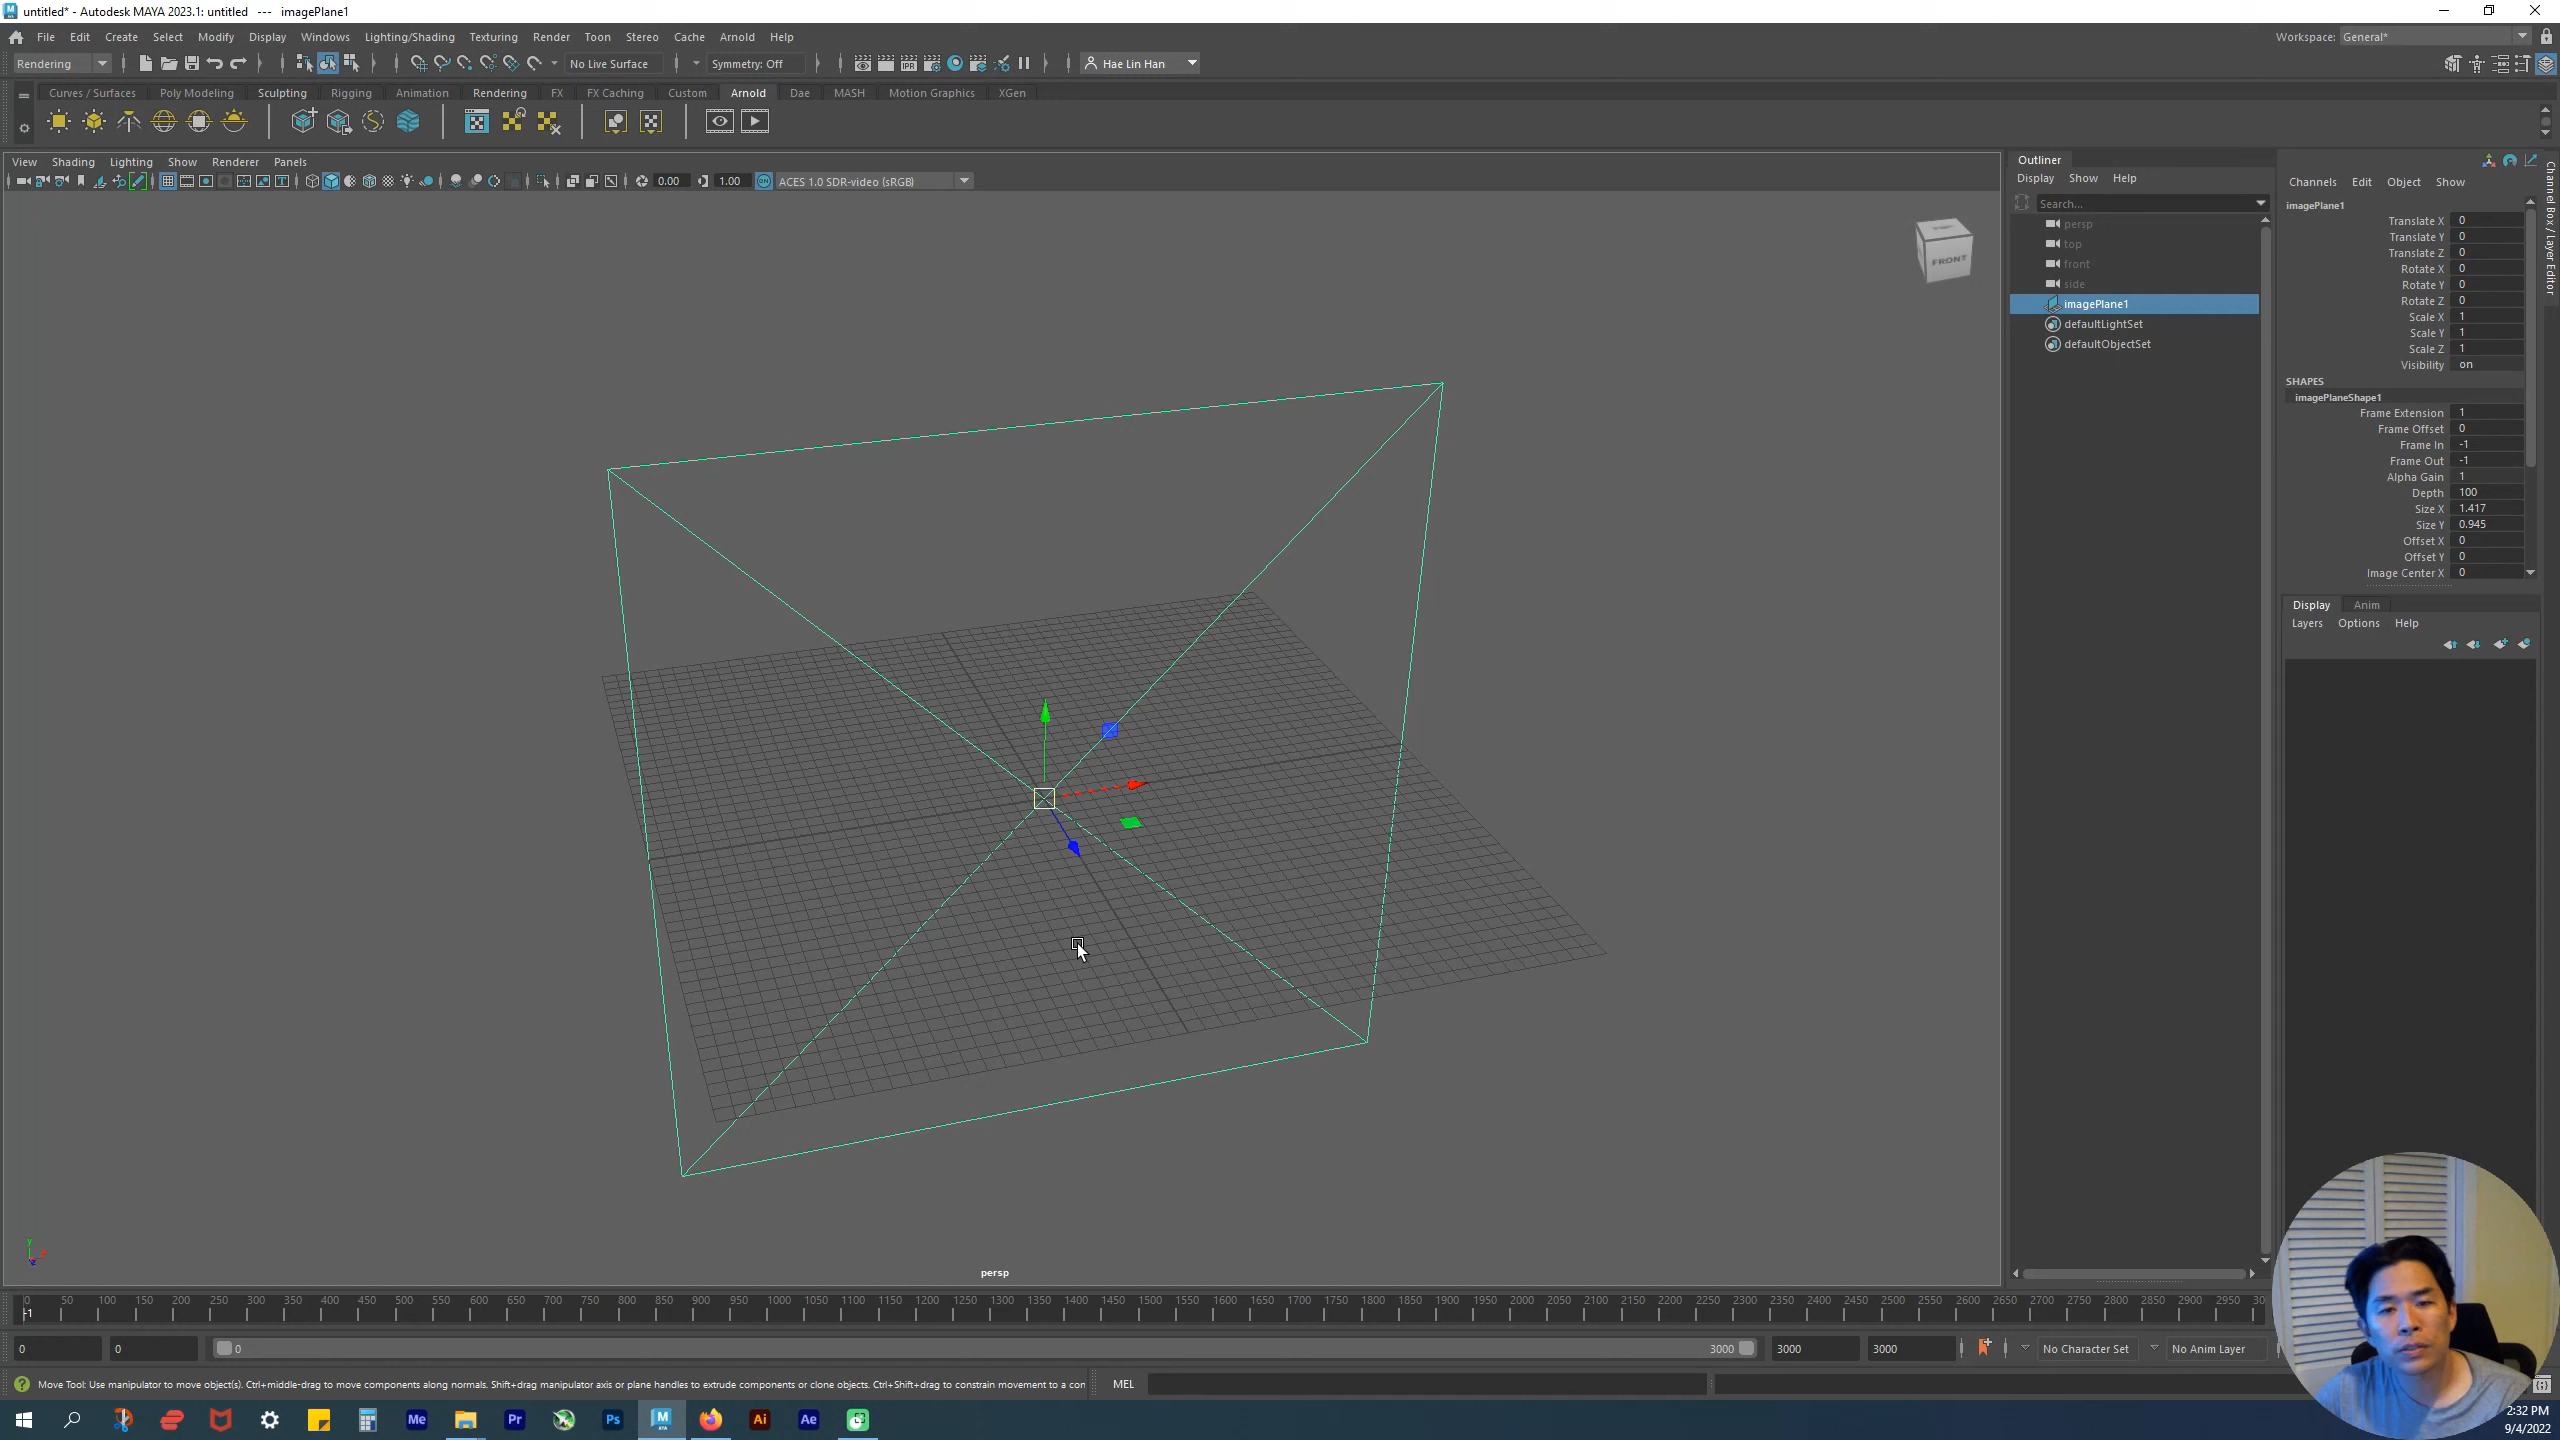 untitled* - Autodesk MAYA 2023.1: untitled --- imagePlane1
File Edit Create Select Modify Display Windows Lighting/Shading Texturing Render Toon Stereo Cache Arnold Help
Workspace: General*
Rendering No Live Surface Symmetry: Off Hae Lin Han
Curves / Surfaces Poly Modeling Sculpting Rigging Animation Rendering FX FX Caching Custom Arnold Dae MASH Motion Graphics XGen
View Shading Lighting Show Renderer Panels
0.00 1.00 ACES 1.0 SDR-video (sRGB)
FRONT
persp
Outliner
Display Show Help
Search...
persp
top
front
side
imagePlane1
defaultLightSet
defaultObjectSet
Channels Edit Object Show
imagePlane1
Translate X 0
Translate Y 0
Translate Z 0
Rotate X 0
Rotate Y 0
Rotate Z 0
Scale X 1
Scale Y 1
Scale Z 1
Visibility on
SHAPES
imagePlaneShape1
Frame Extension 1
Frame Offset 0
Frame In -1
Frame Out -1
Alpha Gain 1
Depth 100
Size X 1.417
Size Y 0.945
Offset X 0
Offset Y 0
Image Center X 0
Channel Box / Layer Editor
Display Anim
Layers Options Help
0 50 100 150 200 250 300 350 400 450 500 550 600 650 700 750 800 850 900 950 1000 1050 1100 1150 1200 1250 1300 1350 1400 1450 1500 1550 1600 1650 1700 1750 1800 1850 1900 1950 2000 2050 2100 2150 2200 2250 2300 2350 2400 2450 2500 2550 2600 2650 2700 2750 2800 2850 2900 2950
-1
0 0 0 3000 3000 3000 No Character Set No Anim Layer
Move Tool: Use manipulator to move object(s). Ctrl+middle-drag to move components along normals. Shift+drag manipulator axis or plane handles to extrude components or clone objects. Ctrl+Shift+drag to constrain movement to a con
MEL
Me Pr Ps M Ai Ae
2:32 PM
9/4/2022